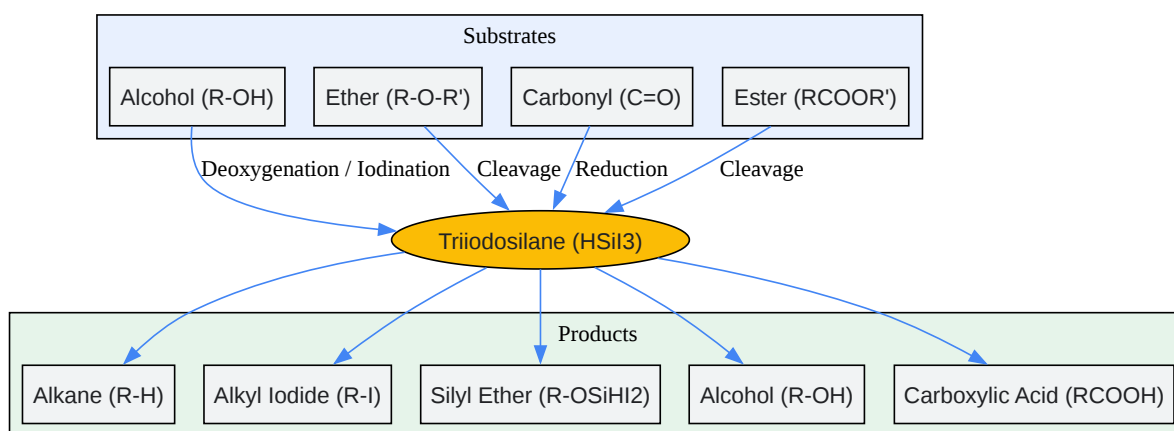 Substrates
Alcohol (R-OH)
Ether (R-O-R')
Carbonyl (C=O)
Ester (RCOOR')
Deoxygenation / Iodination
Cleavage
Reduction
Cleavage
Triiodosilane (HSiI3)
Products
Alkane (R-H)
Alkyl Iodide (R-I)
Silyl Ether (R-OSiHI2)
Alcohol (R-OH)
Carboxylic Acid (RCOOH)